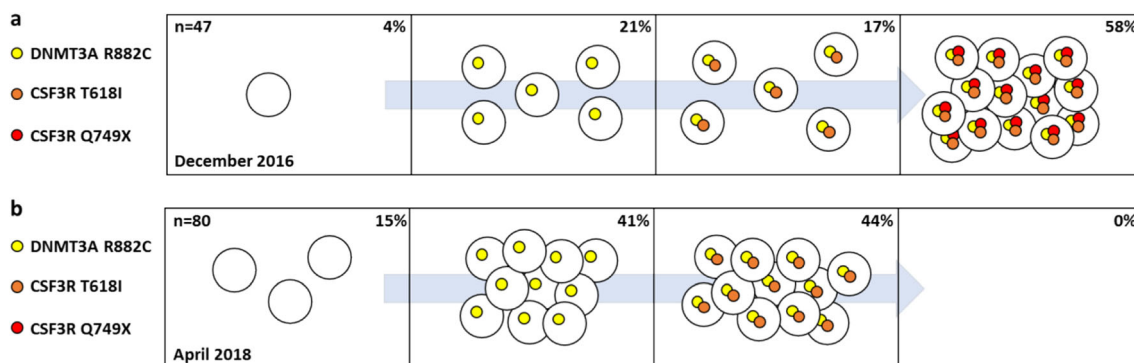 a
n=47 4% 21% 17% 58%
DNMT3A R882C
CSF3R T618I
CSF3R Q749X
December 2016
b
n=80 15% 41% 44% 0%
DNMT3A R882C
CSF3R T618I
CSF3R Q749X
April 2018